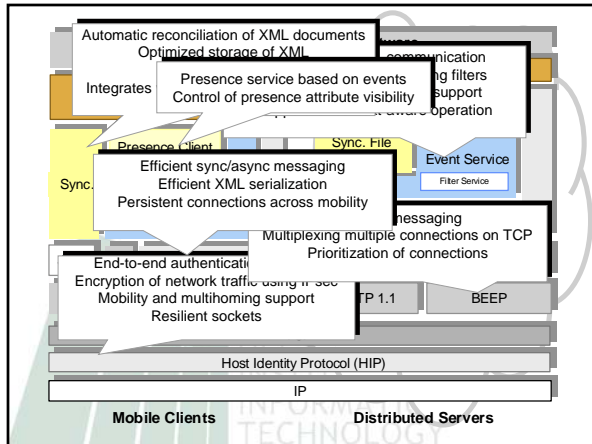 Automatic reconciliation of XML documents
Optimized storage of XML
Integrates
communication
filters
support
operation
Presence service based on events
Control of presence attribute visibility
Presence Client
Sync. File
Event Service
Filter Service
Sync.
Efficient sync/async messaging
Efficient XML serialization
Persistent connections across mobility
messaging
Multiplexing multiple connections on TCP
Prioritization of connections
End-to-end authentication
Encryption of network traffic using IPsec
Mobility and multihoming support
Resilient sockets
TP 1.1
BEEP
Host Identity Protocol (HIP)
IP
Mobile Clients
Distributed Servers
INFORMATION
TECHNOLOGY